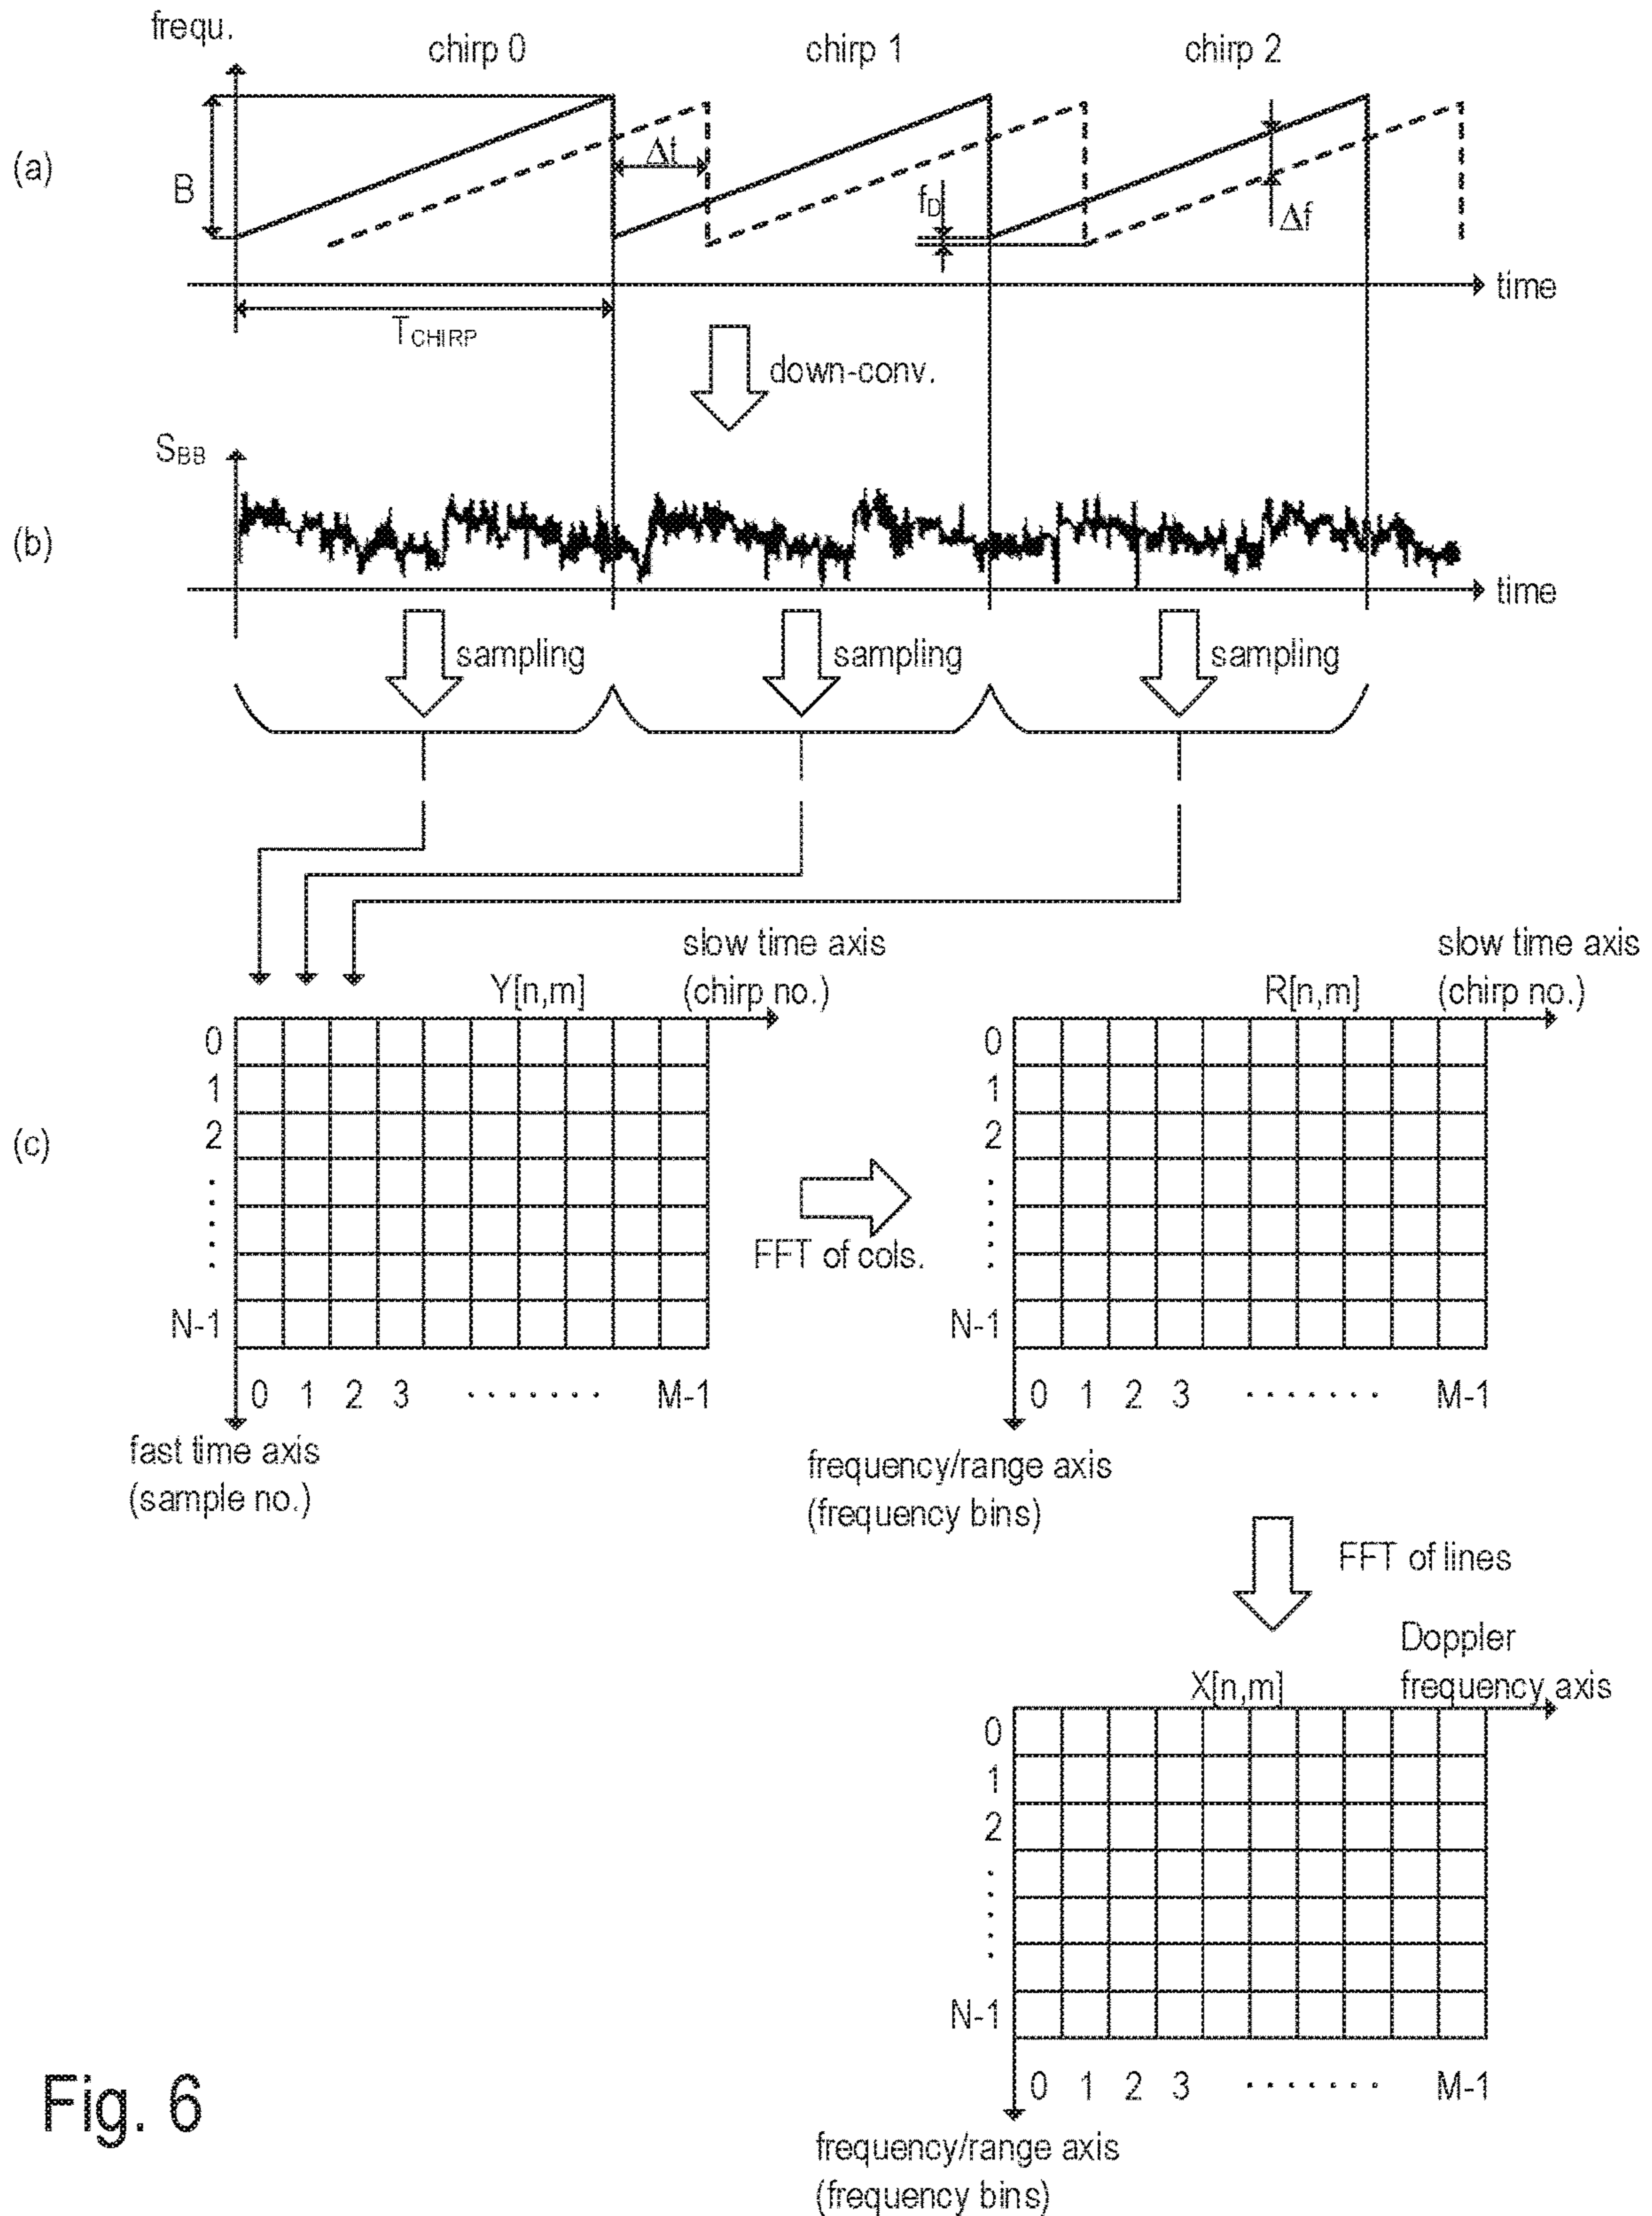 frequ.
chirp 0
chirp 1
chirp 2
(a)
B
Δt
f_D
Δf
time
T_CHIRP
down-conv.
S_BB
(b)
time
sampling
sampling
sampling
slow time axis
(chirp no.)
Y[n,m]
slow time axis
(chirp no.)
R[n,m]
(c)
0
1
2
.....
N-1
0 1 2 3 ....... M-1
fast time axis
(sample no.)
FFT of cols.
0
1
2
.....
N-1
0 1 2 3 ....... M-1
frequency/range axis
(frequency bins)
FFT of lines
Doppler
frequency axis
X[n,m]
0
1
2
.....
N-1
0 1 2 3 ....... M-1
frequency/range axis
(frequency bins)
Fig. 6